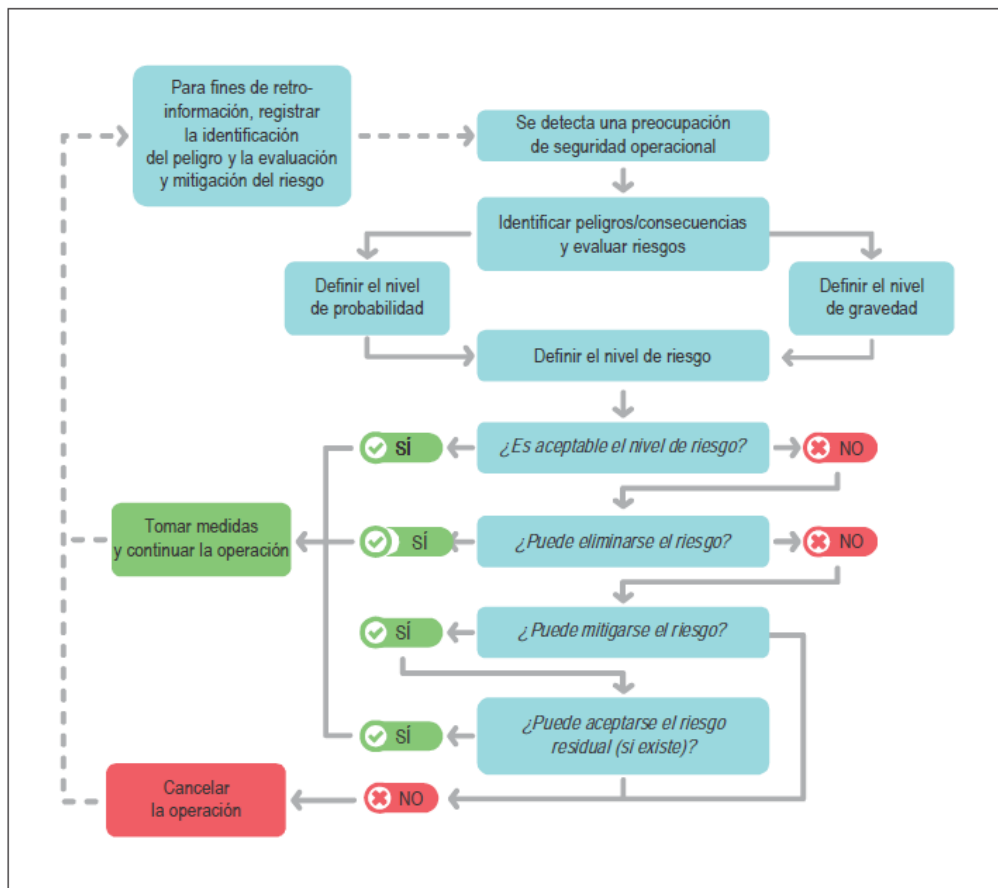 Para fines de retro-
información, registrar
la identificación
del peligro y la evaluación
y mitigación del riesgo
Se detecta una preocupación
de seguridad operacional
Identificar peligros/consecuencias
y evaluar riesgos
Definir el nivel
de probabilidad
Definir el nivel
de gravedad
Definir el nivel de riesgo
SÍ
¿Es aceptable el nivel de riesgo?
NO
Tomar medidas
y continuar la operación
SÍ
¿Puede eliminarse el riesgo?
NO
SÍ
¿Puede mitigarse el riesgo?
SÍ
¿Puede aceptarse el riesgo
residual (si existe)?
Cancelar
la operación
NO